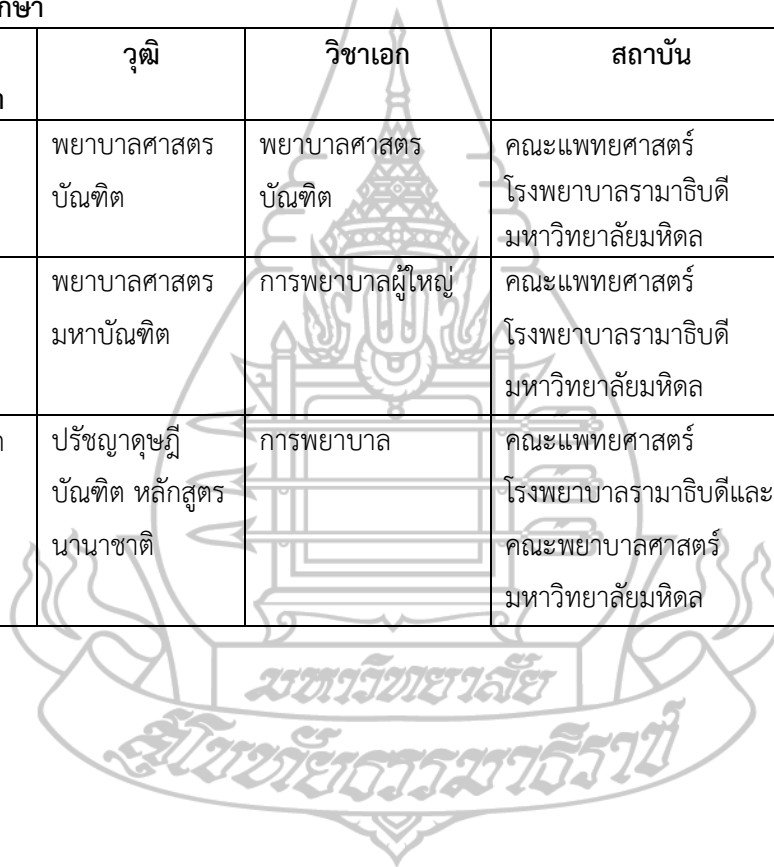 วุฒิ วิชาเอก สถาบัน
พยาบาลศาสตร พยาบาลศาสตร คณะแพทยศาสตร์
บัณฑิต บัณฑิต โรงพยาบาลรามาธิบดี
มหาวิทยาลัยมหิดล
พยาบาลศาสตร การพยาบาลผู้ใหญ่ คณะแพทยศาสตร์
มหาบัณฑิต โรงพยาบาลรามาธิบดี
มหาวิทยาลัยมหิดล
ปรัชญาดุษฎี การพยาบาล คณะแพทยศาสตร์
บัณฑิต หลักสูตร โรงพยาบาลรามาธิบดีและ
นานาชาติ คณะพยาบาลศาสตร์
มหาวิทยาลัยมหิดล
มหาวิทยาลัย
สุโขทัยธรรมาธิราช